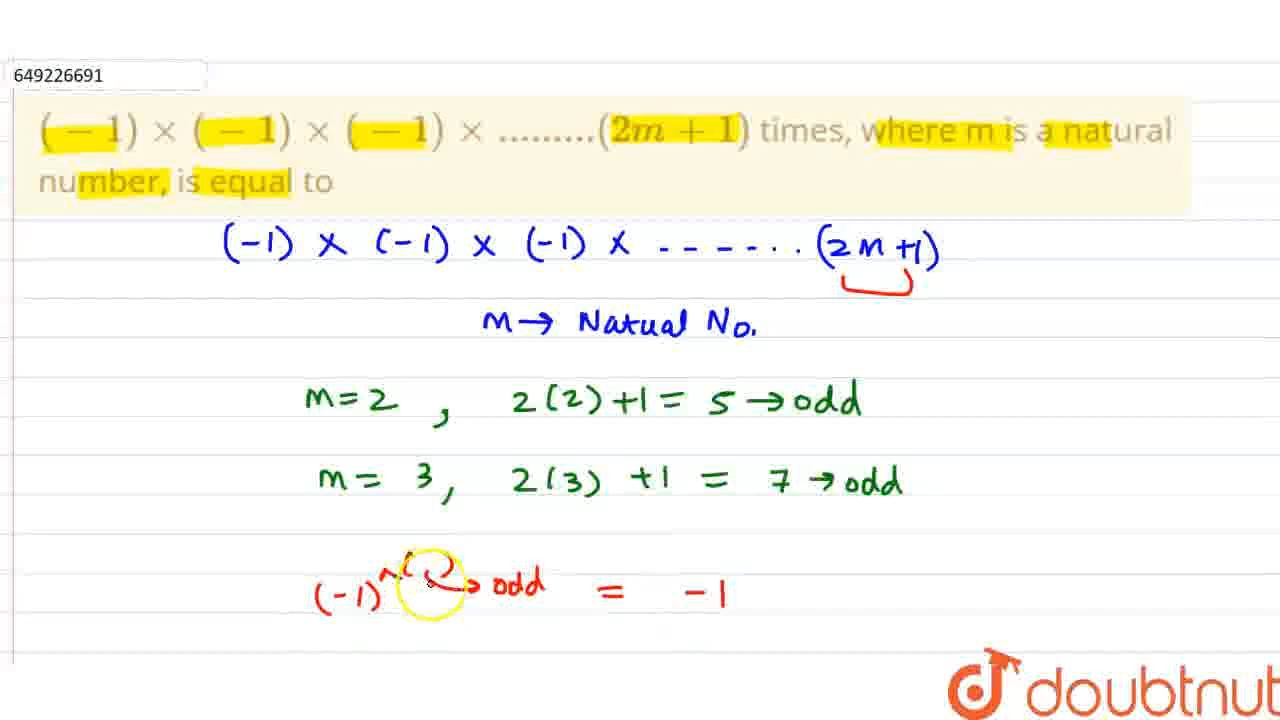 649226691
(−1) × (−1) × (−1) × .........(2m + 1) times, where m is a natural
number, is equal to
(-1) × (-1) × (-1) × - - - - · · · (2m +1)
m → Natual No.
m = 2 , 2(2) +1 = 5 → odd
m = 3 , 2(3) +1 = 7 → odd
(-1)^( ) → odd = -1
doubtnut